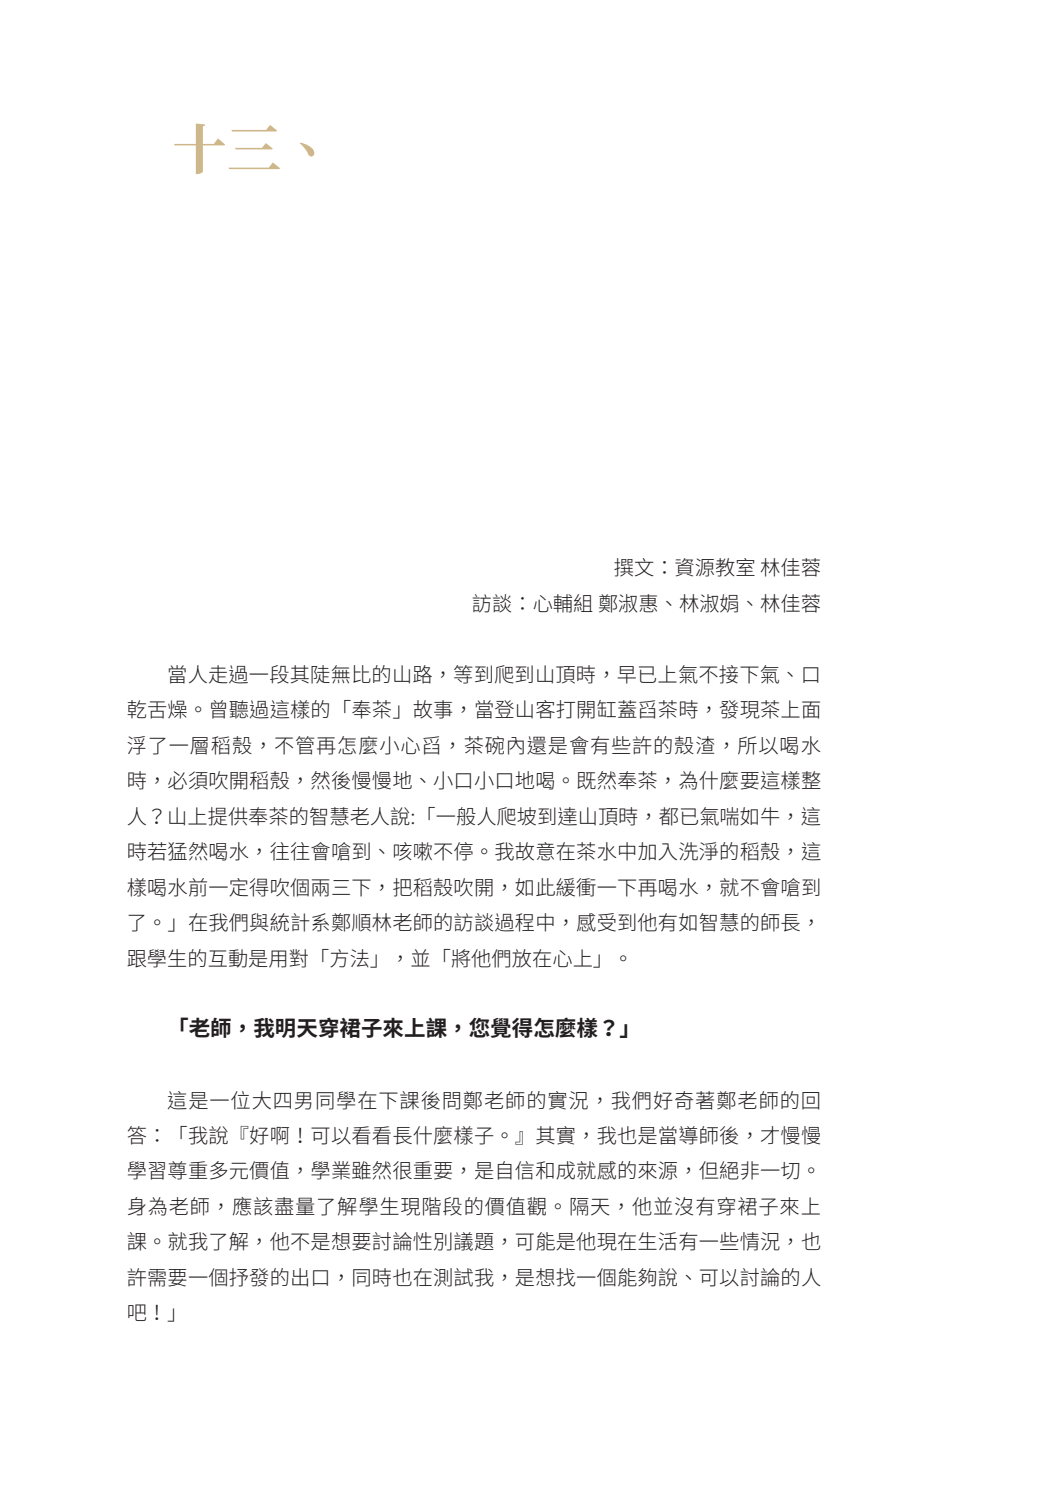 十三、
撰文：資源教室 林佳蓉
訪談：心輔組 鄭淑惠、林淑娟、林佳蓉
當人走過一段其陡無比的山路，等到爬到山頂時，早已上氣不接下氣、口
乾舌燥。曾聽過這樣的「奉茶」故事，當登山客打開缸蓋舀茶時，發現茶上面
浮了一層稻殼，不管再怎麼小心舀，茶碗內還是會有些許的殼渣，所以喝水
時，必須吹開稻殼，然後慢慢地、小口小口地喝。既然奉茶，為什麼要這樣整
人？山上提供奉茶的智慧老人說:「一般人爬坡到達山頂時，都已氣喘如牛，這
時若猛然喝水，往往會嗆到、咳嗽不停。我故意在茶水中加入洗淨的稻殼，這
樣喝水前一定得吹個兩三下，把稻殼吹開，如此緩衝一下再喝水，就不會嗆到
了。」在我們與統計系鄭順林老師的訪談過程中，感受到他有如智慧的師長，
跟學生的互動是用對「方法」，並「將他們放在心上」。
「老師，我明天穿裙子來上課，您覺得怎麼樣？」
這是一位大四男同學在下課後問鄭老師的實況，我們好奇著鄭老師的回
答：「我說『好啊！可以看看長什麼樣子。』其實，我也是當導師後，才慢慢
學習尊重多元價值，學業雖然很重要，是自信和成就感的來源，但絕非一切。
身為老師，應該盡量了解學生現階段的價值觀。隔天，他並沒有穿裙子來上
課。就我了解，他不是想要討論性別議題，可能是他現在生活有一些情況，也
許需要一個抒發的出口，同時也在測試我，是想找一個能夠說、可以討論的人
吧！」